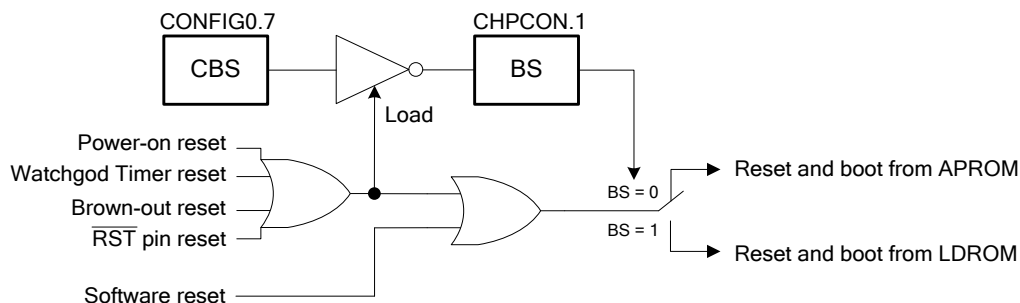 CONFIG0.7
CHPCON.1
CBS
BS
Load
Power-on reset
Watchgod Timer reset
Brown-out reset
RST pin reset
Software reset
BS = 0
BS = 1
Reset and boot from APROM
Reset and boot from LDROM